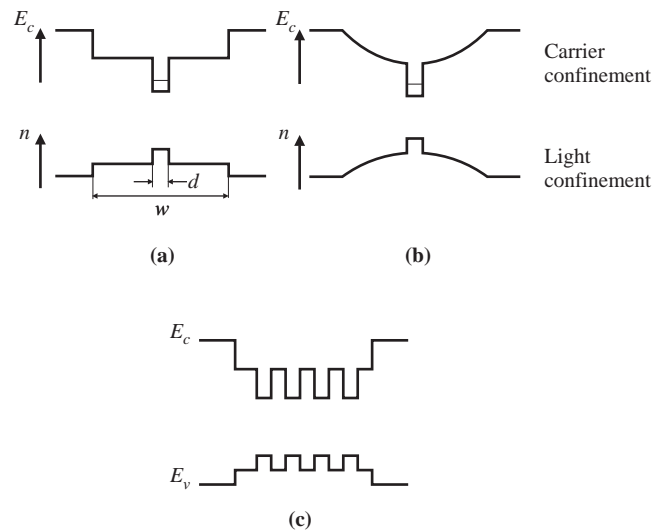 E_c
E_c
Carrier
confinement
n
n
Light
confinement
d
w
(a)
(b)
E_c
E_v
(c)